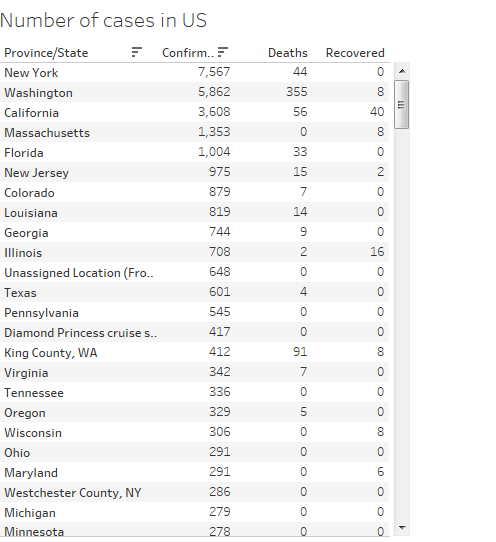 Number of cases in US
Province/State Confirm.. Deaths Recovered
New York 7,567 44 0
Washington 5,862 355 8
California 3,608 56 40
Massachusetts 1,353 0 8
Florida 1,004 33 0
New Jersey 975 15 2
Colorado 879 7 0
Louisiana 819 14 0
Georgia 744 9 0
Illinois 708 2 16
Unassigned Location (Fro.. 648 0 0
Texas 601 4 0
Pennsylvania 545 0 0
Diamond Princess cruise s.. 417 0 0
King County, WA 412 91 8
Virginia 342 7 0
Tennessee 336 0 0
Oregon 329 5 0
Wisconsin 306 0 8
Ohio 291 0 0
Maryland 291 0 6
Westchester County, NY 286 0 0
Michigan 279 0 0
Minnesota 278 0 0